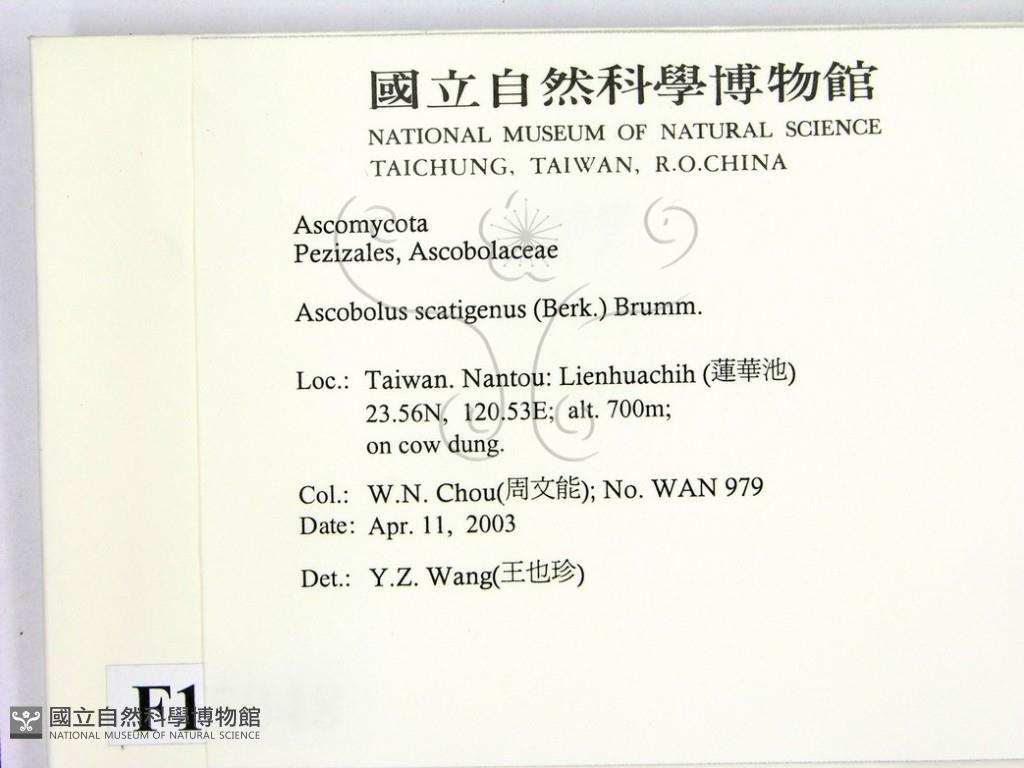 國立自然科學博物館
NATIONAL MUSEUM OF NATURAL SCIENCE
TAICHUNG, TAIWAN, R.O.CHINA
Ascomycota
Pezizales, Ascobolaceae
Ascobolus scatigenus (Berk.) Brumm.
Loc.: Taiwan. Nantou: Lienhuachih (蓮華池)
23.56N, 120.53E; alt. 700m;
on cow dung.
Col.: W.N. Chou(周文能); No. WAN 979
Date: Apr. 11, 2003
Det.: Y.Z. Wang(王也珍)
F1
國立自然科學博物館
NATIONAL MUSEUM OF NATURAL SCIENCE